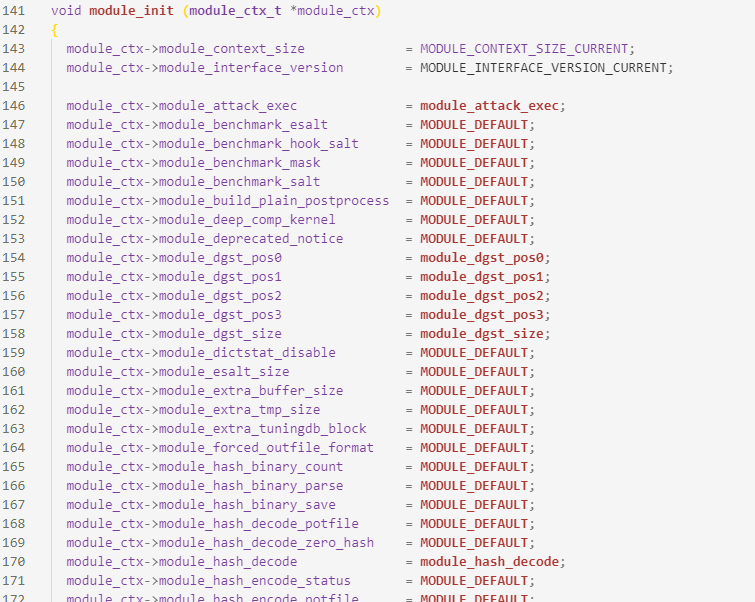 141 void module_init (module_ctx_t *module_ctx)
142 {
143 module_ctx->module_context_size = MODULE_CONTEXT_SIZE_CURRENT;
144 module_ctx->module_interface_version = MODULE_INTERFACE_VERSION_CURRENT;
145
146 module_ctx->module_attack_exec = module_attack_exec;
147 module_ctx->module_benchmark_esalt = MODULE_DEFAULT;
148 module_ctx->module_benchmark_hook_salt = MODULE_DEFAULT;
149 module_ctx->module_benchmark_mask = MODULE_DEFAULT;
150 module_ctx->module_benchmark_salt = MODULE_DEFAULT;
151 module_ctx->module_build_plain_postprocess = MODULE_DEFAULT;
152 module_ctx->module_deep_comp_kernel = MODULE_DEFAULT;
153 module_ctx->module_deprecated_notice = MODULE_DEFAULT;
154 module_ctx->module_dgst_pos0 = module_dgst_pos0;
155 module_ctx->module_dgst_pos1 = module_dgst_pos1;
156 module_ctx->module_dgst_pos2 = module_dgst_pos2;
157 module_ctx->module_dgst_pos3 = module_dgst_pos3;
158 module_ctx->module_dgst_size = module_dgst_size;
159 module_ctx->module_dictstat_disable = MODULE_DEFAULT;
160 module_ctx->module_esalt_size = MODULE_DEFAULT;
161 module_ctx->module_extra_buffer_size = MODULE_DEFAULT;
162 module_ctx->module_extra_tmp_size = MODULE_DEFAULT;
163 module_ctx->module_extra_tuningdb_block = MODULE_DEFAULT;
164 module_ctx->module_forced_outfile_format = MODULE_DEFAULT;
165 module_ctx->module_hash_binary_count = MODULE_DEFAULT;
166 module_ctx->module_hash_binary_parse = MODULE_DEFAULT;
167 module_ctx->module_hash_binary_save = MODULE_DEFAULT;
168 module_ctx->module_hash_decode_potfile = MODULE_DEFAULT;
169 module_ctx->module_hash_decode_zero_hash = MODULE_DEFAULT;
170 module_ctx->module_hash_decode = module_hash_decode;
171 module_ctx->module_hash_encode_status = MODULE_DEFAULT;
172 module_ctx->module_hash_encode_potfile = MODULE_DEFAULT;